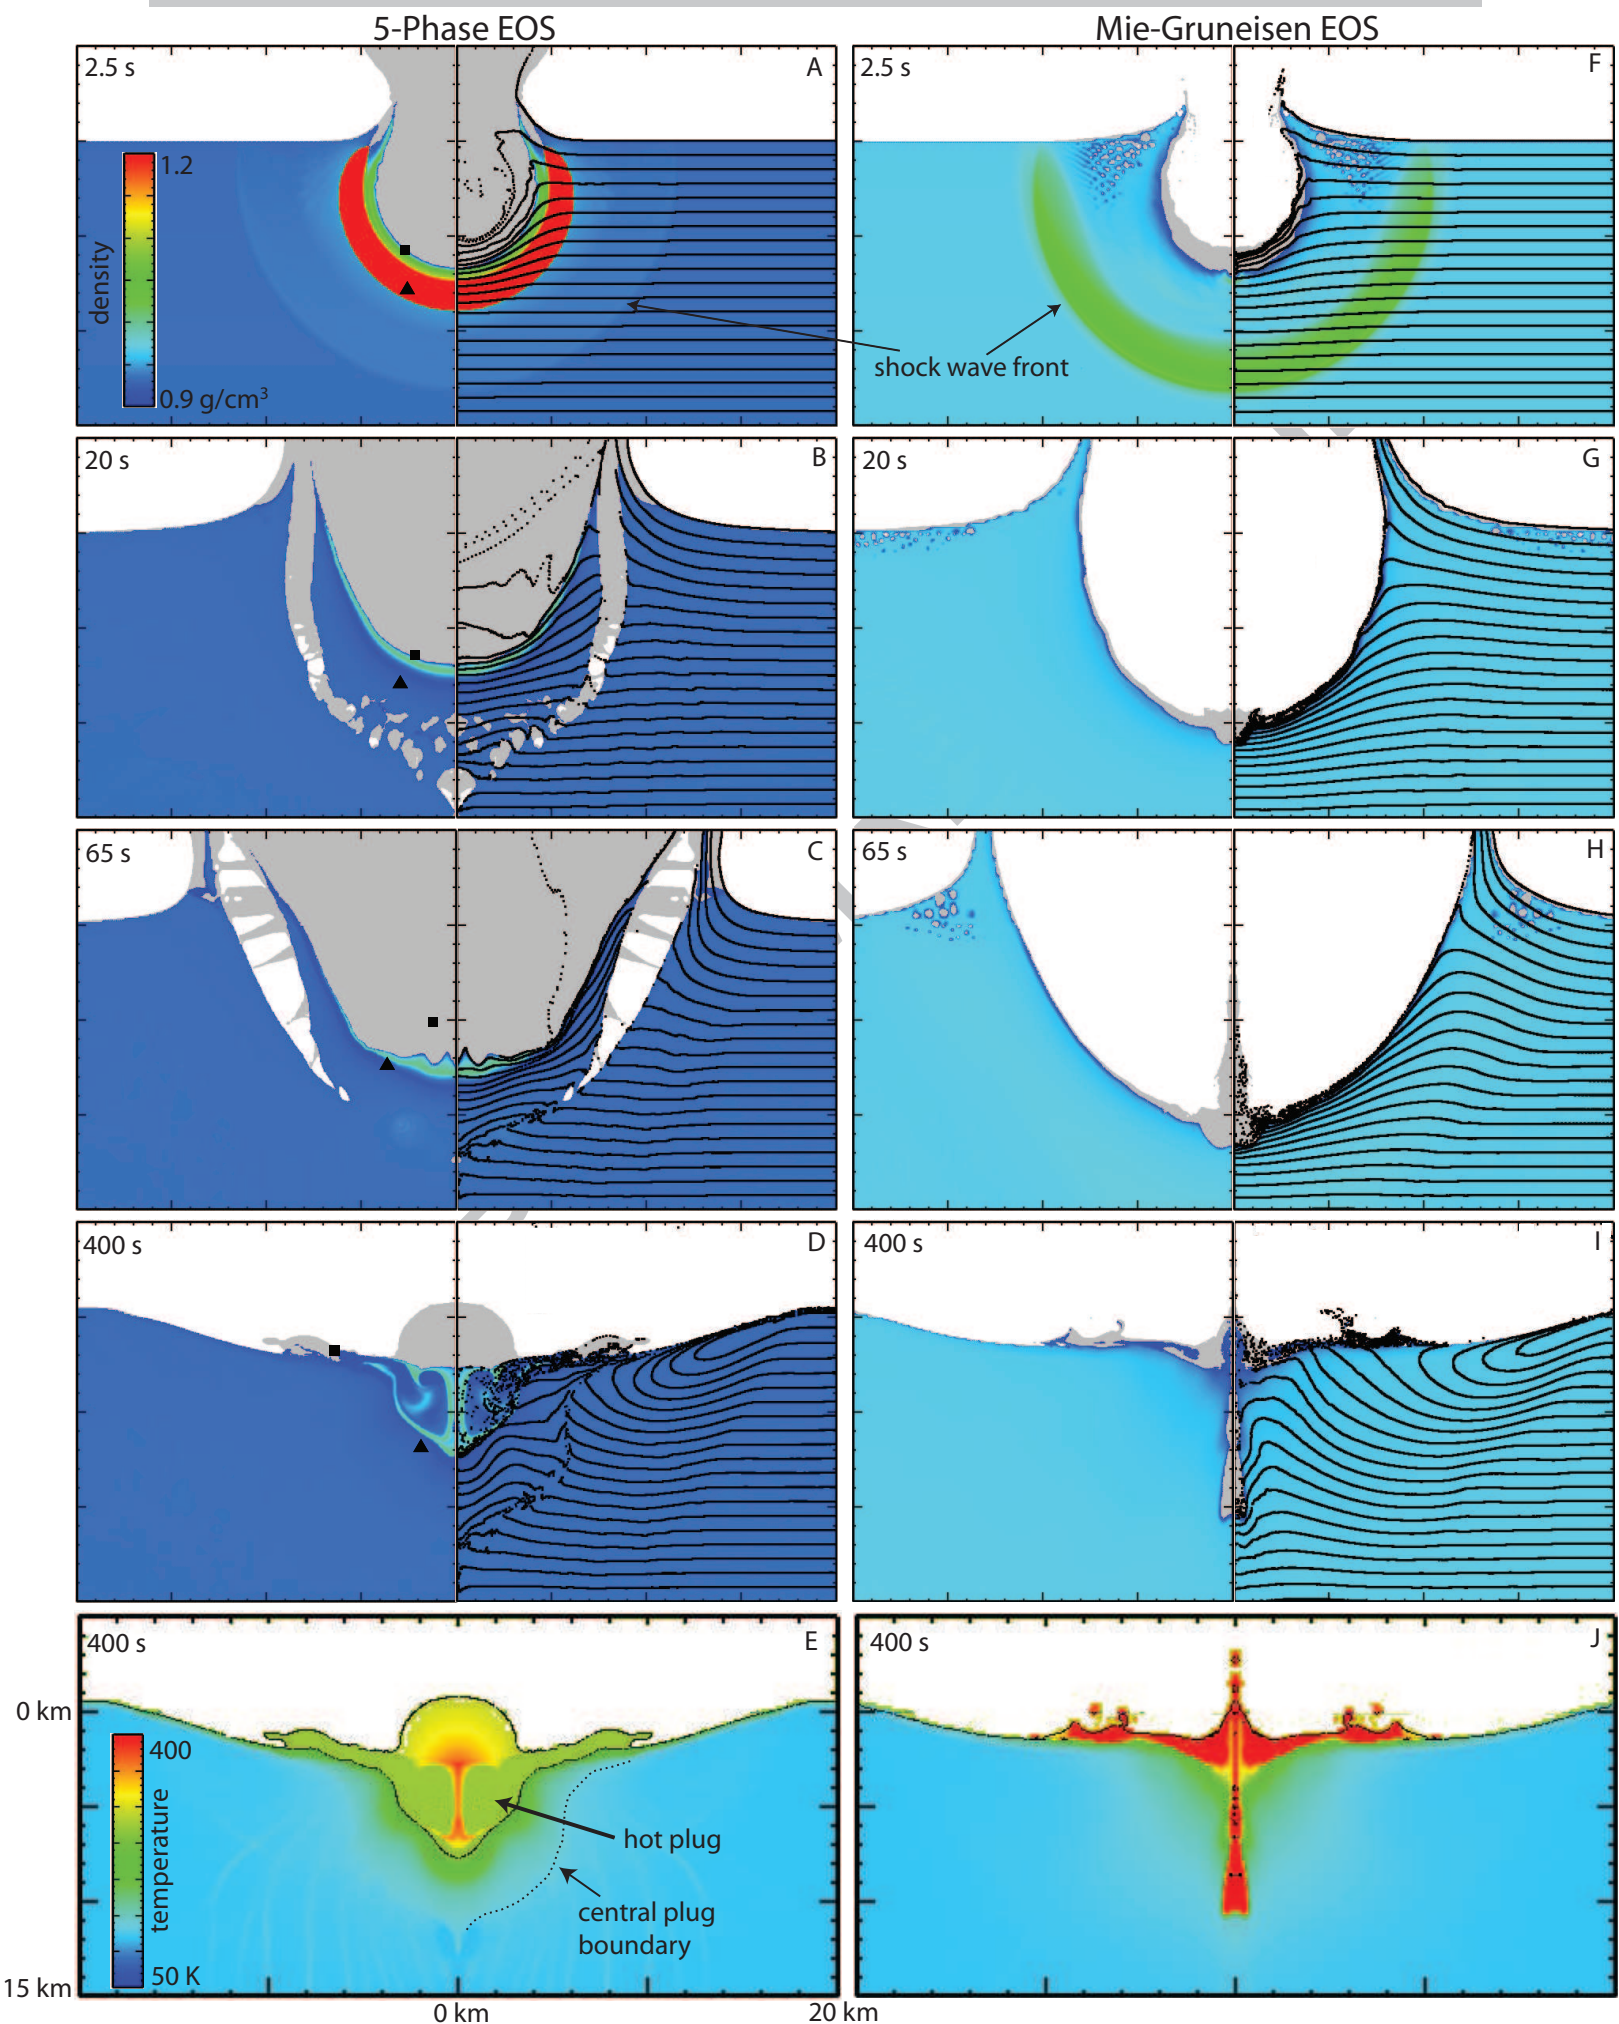 5-Phase EOS
Mie-Gruneisen EOS
2.5 s
A
1.2
density
0.9 g/cm³
2.5 s
F
shock wave front
20 s
B
20 s
G
65 s
C
65 s
H
400 s
D
400 s
I
400 s
E
0 km
400
temperature
50 K
15 km
hot plug
central plug
boundary
0 km
20 km
400 s
J